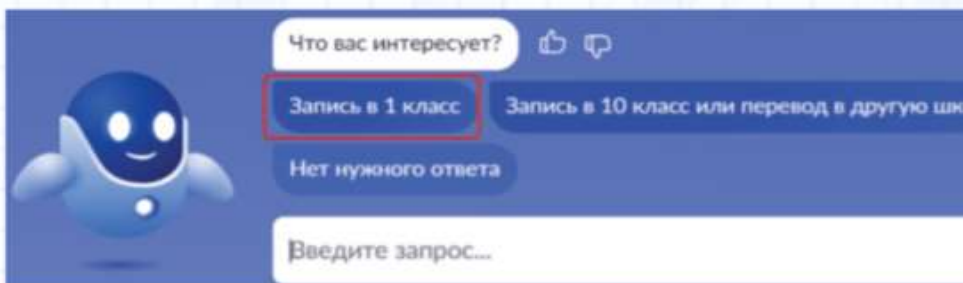 Что вас интересует?
Запись в 1 класс
Запись в 10 класс или перевод в другую шк
Нет нужного ответа
Введите запрос...